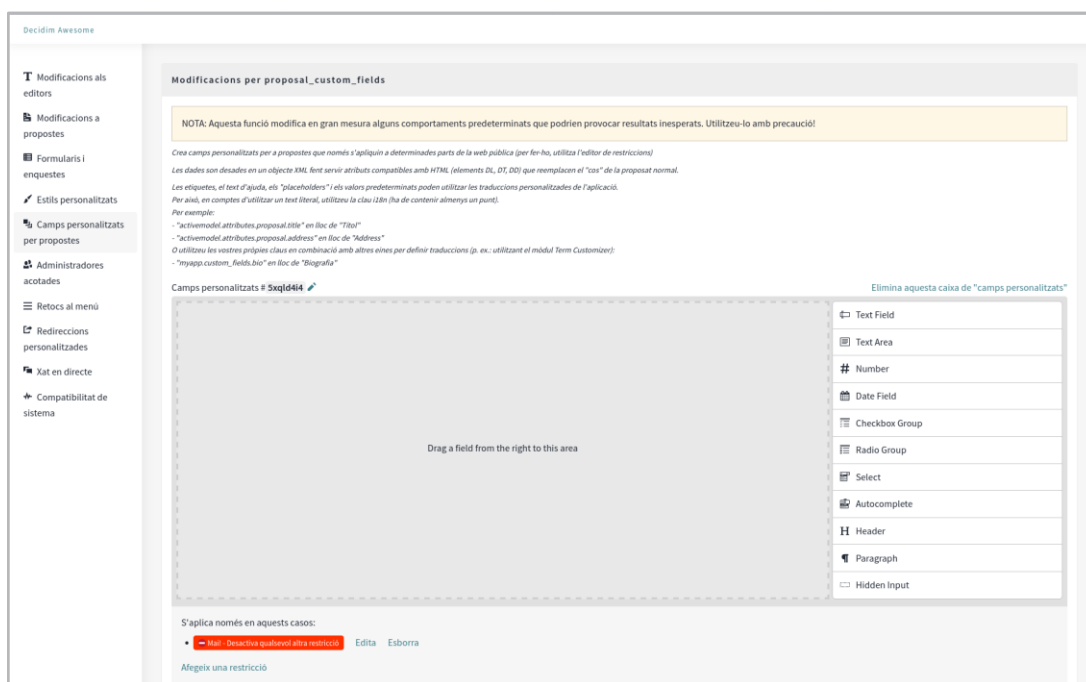 Decidim Awesome
Modificacions als
editors
Modificacions a
propostes
Formularis i
enquestes
Estils personalitzats
Camps personalitzats
per propostes
Administradores
acotades
Retocs al menú
Redireccions
personalitzades
Xat en directe
Compatibilitat de
sistema
Modificacions per proposal_custom_fields
NOTA: Aquesta funció modifica en gran mesura alguns comportaments predeterminats que podrien provocar resultats inesperats. Utilitzeu-lo amb precaució!
Crea camps personalitzats per a propostes que només s'apliquin a determinades parts de la web pública (per fer-ho, utilitza l'editor de restriccions)
Les dades son desades en un objecte XML fent servir atributs compatibles amb HTML (elements DL, DT, DD) que reemplacen el "cos" de la proposat normal.
Les etiquetes, el text d'ajuda, els "placeholders" i els valors predeterminats poden utilitzar les traduccions personalitzades de l'aplicació.
Per això, en comptes d'utilitzar un text literal, utilitzeu la clau i18n (ha de contenir almenys un punt).
Per exemple:
- "activemodel.attributes.proposal.title" en lloc de "Títol"
- "activemodel.attributes.proposal.address" en lloc de "Address"
O utilitzeu les vostres pròpies claus en combinació amb altres eines per definir traduccions (p. ex.: utilitzant el mòdul Term Customizer):
- "myapp.custom_fields.bio" en lloc de "Biografia"
Camps personalitzats # 5xqld4i4
Elimina aquesta caixa de "camps personalitzats"
Drag a field from the right to this area
Text Field
Text Area
Number
Date Field
Checkbox Group
Radio Group
Select
Autocomplete
Header
Paragraph
Hidden Input
S'aplica només en aquests casos:
Mall - Desactiva qualsevol altra restricció Edita Esborra
Afegeix una restricció